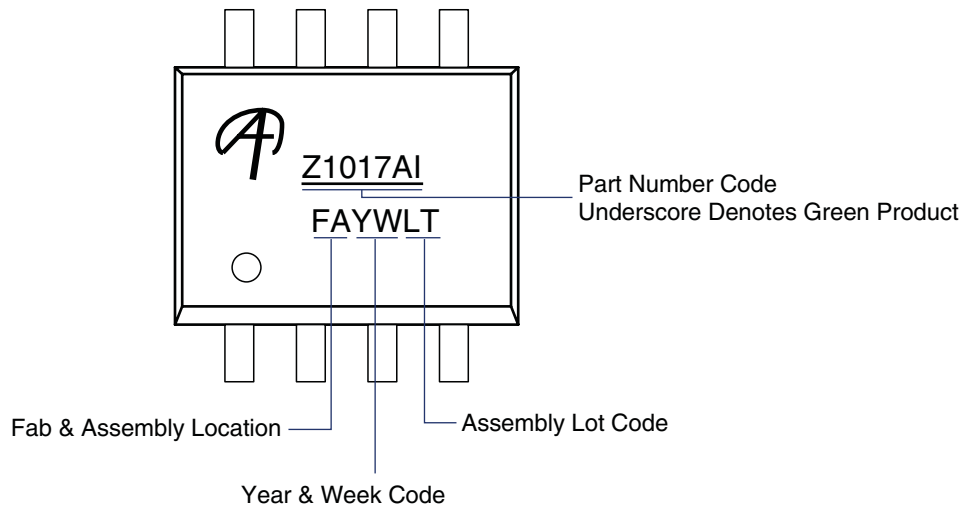 Z1017AI
Part Number Code
Underscore Denotes Green Product
FAYWLT
Fab & Assembly Location
Assembly Lot Code
Year & Week Code